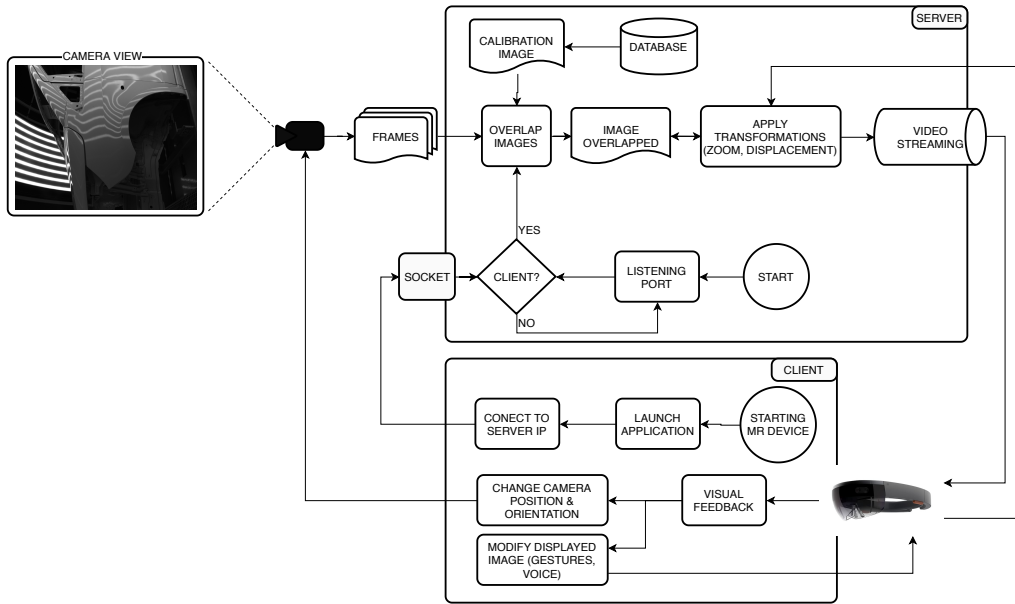 SERVER
CAMERA VIEW
CALIBRATION
IMAGE
DATABASE
FRAMES
OVERLAP
IMAGES
IMAGE
OVERLAPPED
APPLY
TRANSFORMATIONS
(ZOOM, DISPLACEMENT)
VIDEO
STREAMING
YES
SOCKET
CLIENT?
LISTENING
PORT
START
NO
CLIENT
CONECT TO
SERVER IP
LAUNCH
APPLICATION
STARTING
MR DEVICE
CHANGE CAMERA
POSITION &
ORIENTATION
VISUAL
FEEDBACK
MODIFY DISPLAYED
IMAGE (GESTURES,
VOICE)